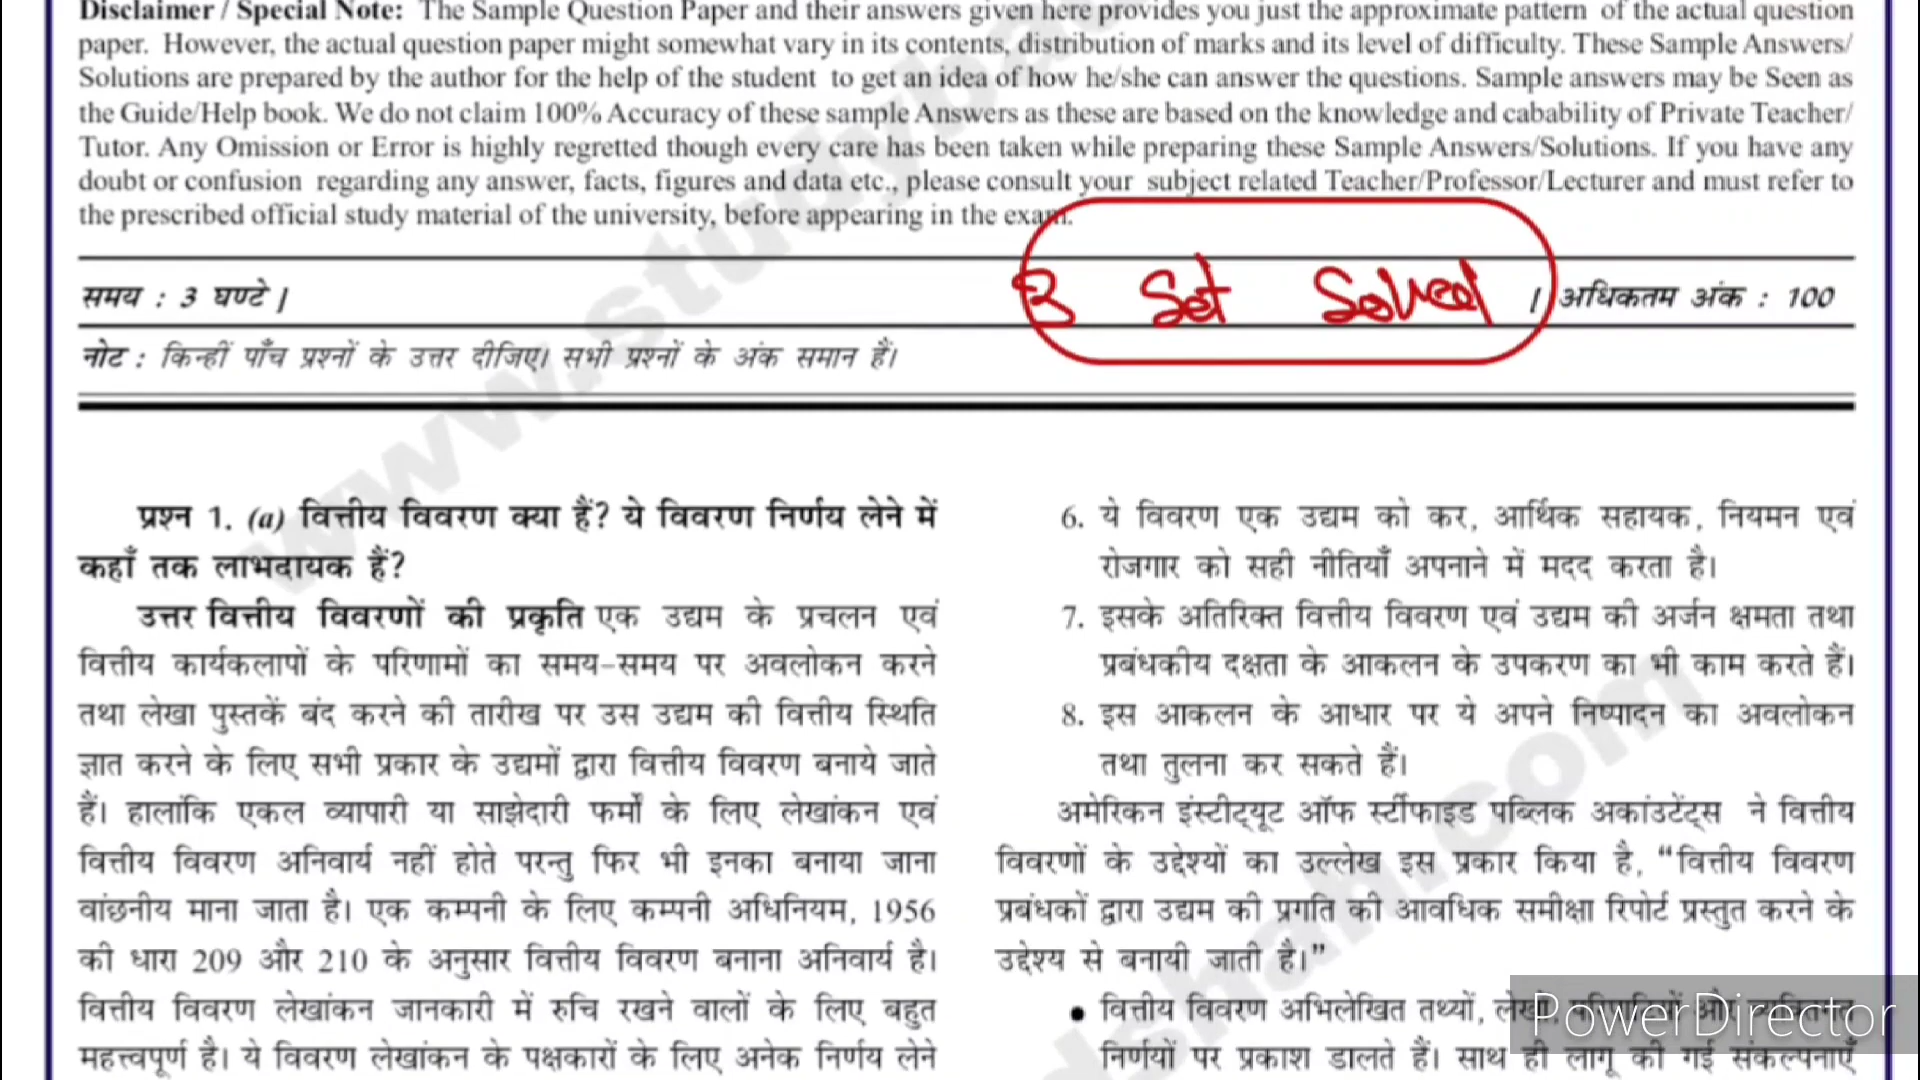 Disclaimer / Special Note: The Sample Question Paper and their answers given here provides you just the approximate pattern of the actual question
paper. However, the actual question paper might somewhat vary in its contents, distribution of marks and its level of difficulty. These Sample Answers/
Solutions are prepared by the author for the help of the student to get an idea of how he/she can answer the questions. Sample answers may be Seen as
the Guide/Help book. We do not claim 100% Accuracy of these sample Answers as these are based on the knowledge and cabability of Private Teacher/
Tutor. Any Omission or Error is highly regretted though every care has been taken while preparing these Sample Answers/Solutions. If you have any
doubt or confusion regarding any answer, facts, figures and data etc., please consult your subject related Teacher/Professor/Lecturer and must refer to
the prescribed official study material of the university, before appearing in the exam.
समय : 3 घण्टे ।
3 Set Solved
। अधिकतम अंक : 100
नोट : किन्हीं पाँच प्रश्नों के उत्तर दीजिए। सभी प्रश्नों के अंक समान हैं।
प्रश्न 1. (a) वित्तीय विवरण क्या हैं? ये विवरण निर्णय लेने में
कहाँ तक लाभदायक हैं?
उत्तर वित्तीय विवरणों की प्रकृति एक उद्यम के प्रचलन एवं
वित्तीय कार्यकलापों के परिणामों का समय-समय पर अवलोकन करने
तथा लेखा पुस्तकें बंद करने की तारीख पर उस उद्यम की वित्तीय स्थिति
ज्ञात करने के लिए सभी प्रकार के उद्यमों द्वारा वित्तीय विवरण बनाये जाते
हैं। हालांकि एकल व्यापारी या साझेदारी फर्मों के लिए लेखांकन एवं
वित्तीय विवरण अनिवार्य नहीं होते परन्तु फिर भी इनका बनाया जाना
वांछनीय माना जाता है। एक कम्पनी के लिए कम्पनी अधिनियम, 1956
की धारा 209 और 210 के अनुसार वित्तीय विवरण बनाना अनिवार्य है।
वित्तीय विवरण लेखांकन जानकारी में रुचि रखने वालों के लिए बहुत
महत्त्वपूर्ण है। ये विवरण लेखांकन के पक्षकारों के लिए अनेक निर्णय लेने
6. ये विवरण एक उद्यम को कर, आर्थिक सहायक, नियमन एवं
रोजगार को सही नीतियाँ अपनाने में मदद करता है।
7. इसके अतिरिक्त वित्तीय विवरण एवं उद्यम की अर्जन क्षमता तथा
प्रबंधकीय दक्षता के आकलन के उपकरण का भी काम करते हैं।
8. इस आकलन के आधार पर ये अपने निष्पादन का अवलोकन
तथा तुलना कर सकते हैं।
अमेरिकन इंस्टीट्यूट ऑफ र्स्टीफाइड पब्लिक अकांउटेंट्स ने वित्तीय
विवरणों के उद्देश्यों का उल्लेख इस प्रकार किया है, “वित्तीय विवरण
प्रबंधकों द्वारा उद्यम की प्रगति की आवधिक समीक्षा रिपोर्ट प्रस्तुत करने के
उद्देश्य से बनायी जाती है।”
• वित्तीय विवरण अभिलेखित तथ्यों,
निर्णयों पर प्रकाश डालते हैं। साथ ही लागू की गई संकल्पनाएँ
PowerDirector